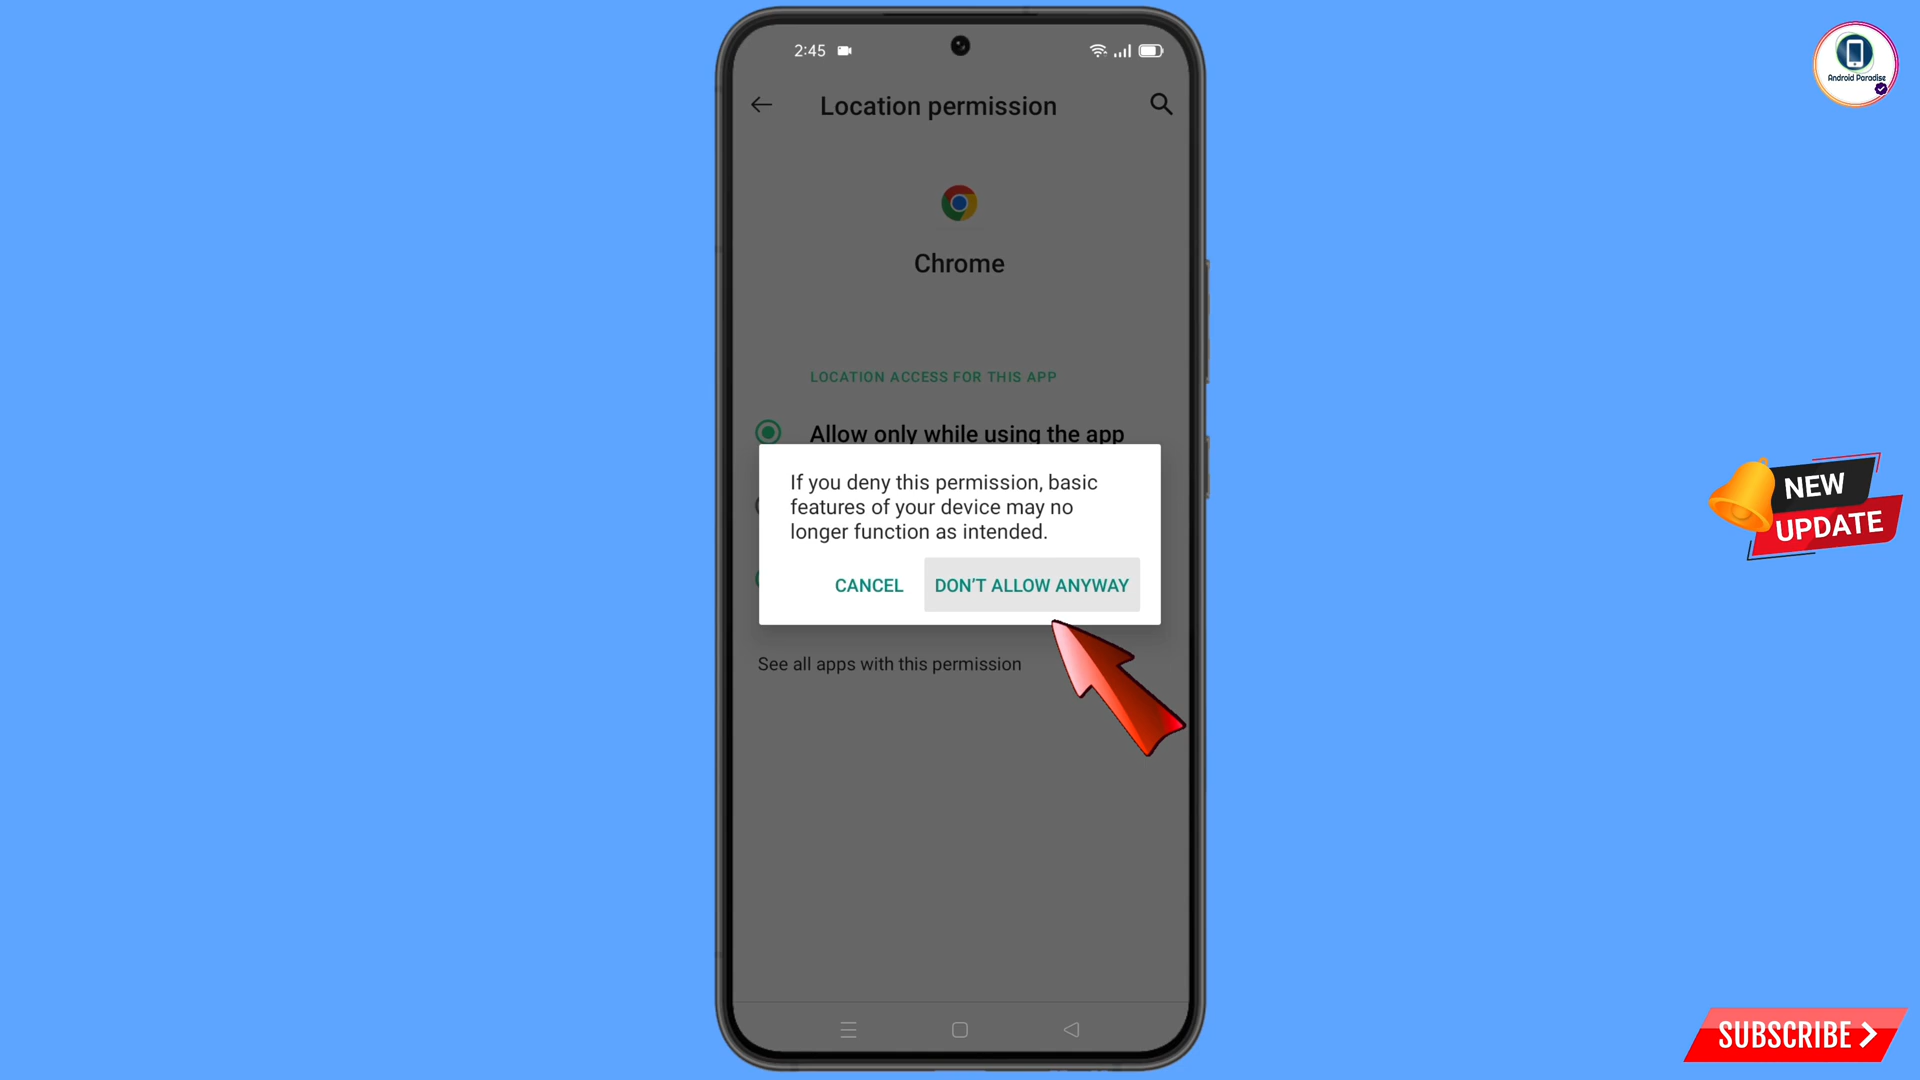 2:45
Android Paradise
Location permission
Chrome
LOCATION ACCESS FOR THIS APP
Allow only while using the app
If you deny this permission, basic
features of your device may no
longer function as intended.
CANCEL
DON'T ALLOW ANYWAY
See all apps with this permission
NEW
UPDATE
SUBSCRIBE